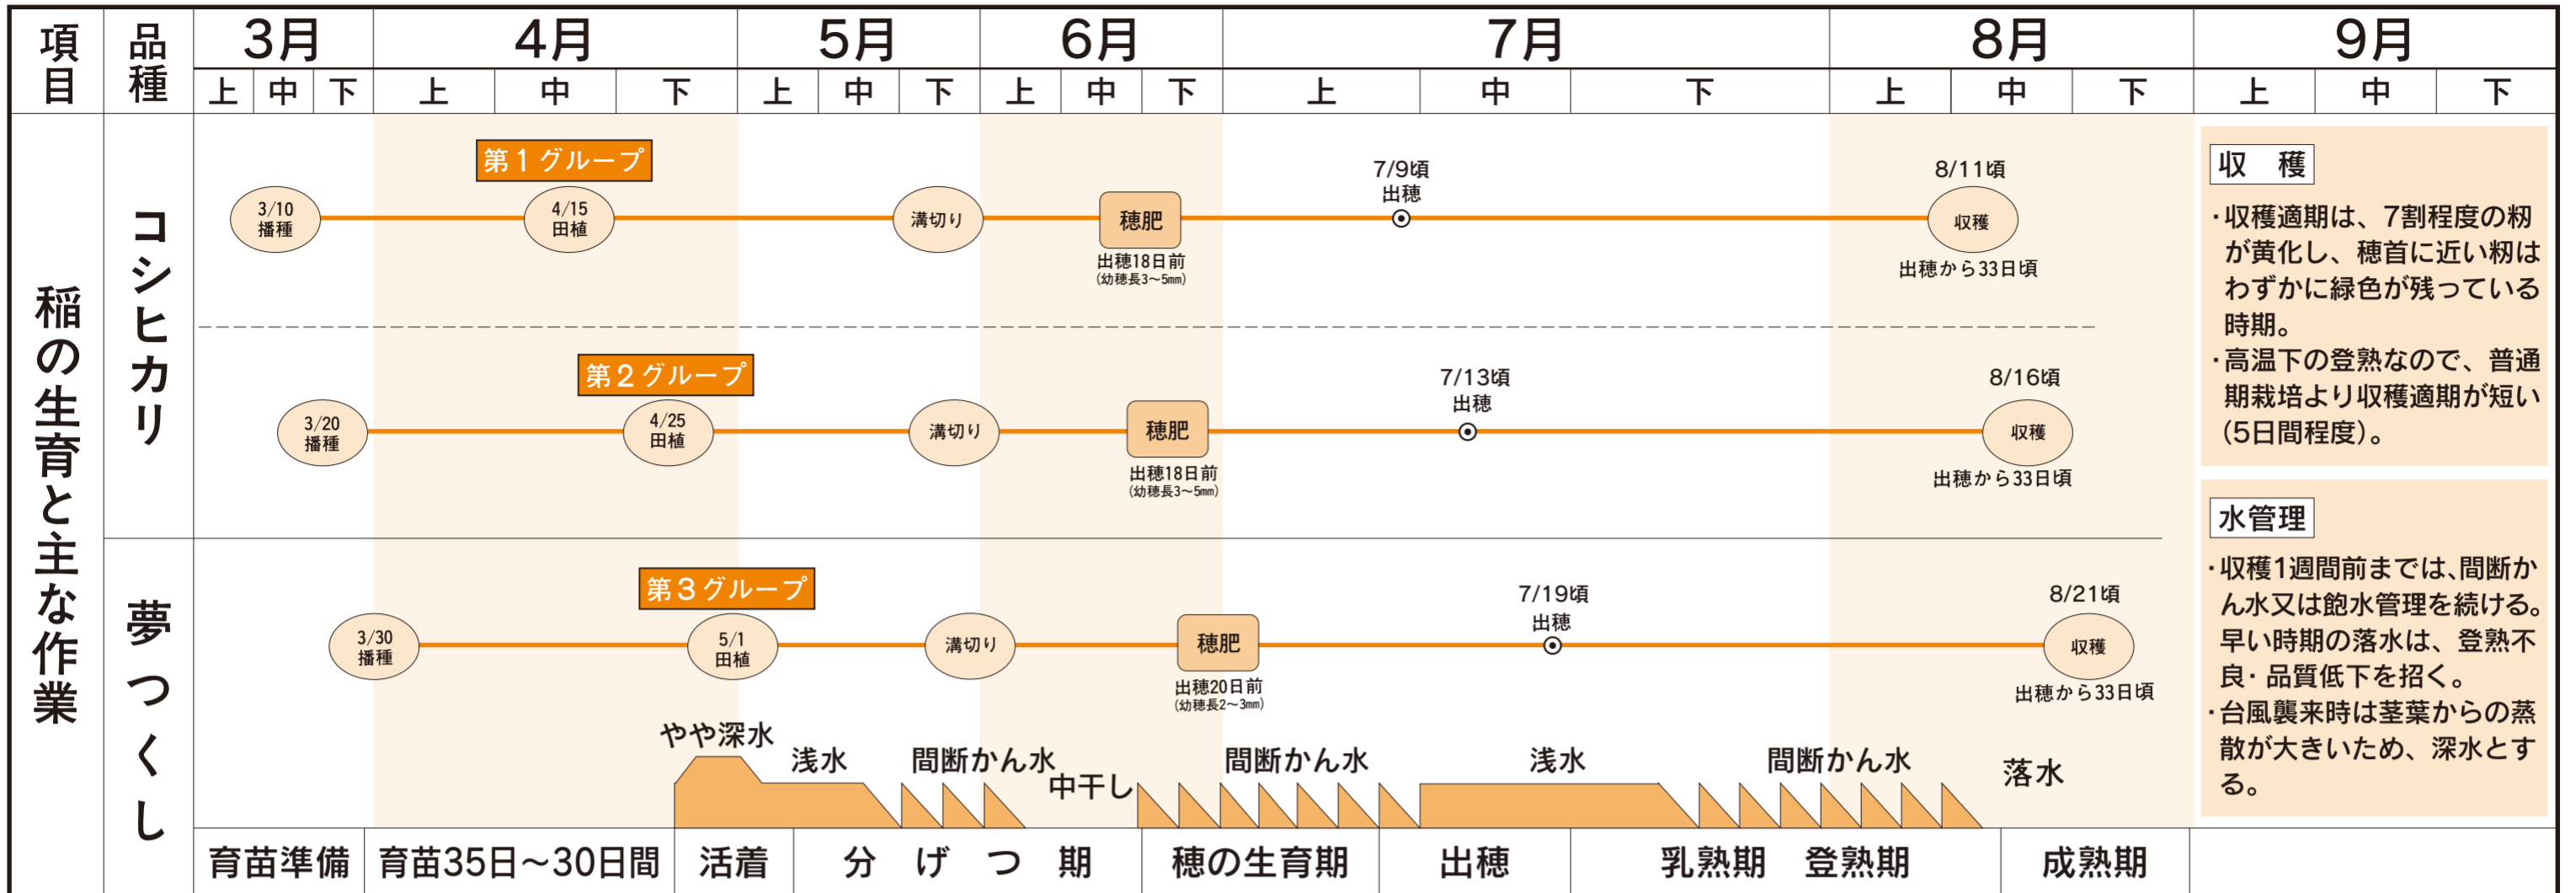 項目
品種
3月 4月 5月 6月 7月 8月 9月
上 中 下 上 中 下 上 中 下 上 中 下 上 中 下 上 中 下 上 中 下
稲の生育と主な作業
コシヒカリ
第1グループ
3/10
播種
4/15
田植
溝切り
穂肥
出穂18日前
(幼穂長3〜5㎜)
7/9頃
出穂
8/11頃
収穫
出穂から33日頃
第2グループ
3/20
播種
4/25
田植
溝切り
穂肥
出穂18日前
(幼穂長3〜5㎜)
7/13頃
出穂
8/16頃
収穫
出穂から33日頃
夢つくし
第3グループ
3/30
播種
5/1
田植
溝切り
穂肥
出穂20日前
(幼穂長2〜3㎜)
7/19頃
出穂
8/21頃
収穫
出穂から33日頃
やや深水 浅水 間断かん水 中干し 間断かん水 浅水 間断かん水 落水
育苗準備 育苗35日〜30日間 活着 分げつ期 穂の生育期 出穂 乳熟期 登熟期 成熟期
収 穫
・収穫適期は、7割程度の籾
が黄化し、穂首に近い籾は
わずかに緑色が残っている
時期。
・高温下の登熟なので、普通
期栽培より収穫適期が短い
(5日間程度)。
水管理
・収穫1週間前までは、間断か
ん水又は飽水管理を続ける。
早い時期の落水は、登熟不
良・品質低下を招く。
・台風襲来時は茎葉からの蒸
散が大きいため、深水とす
る。